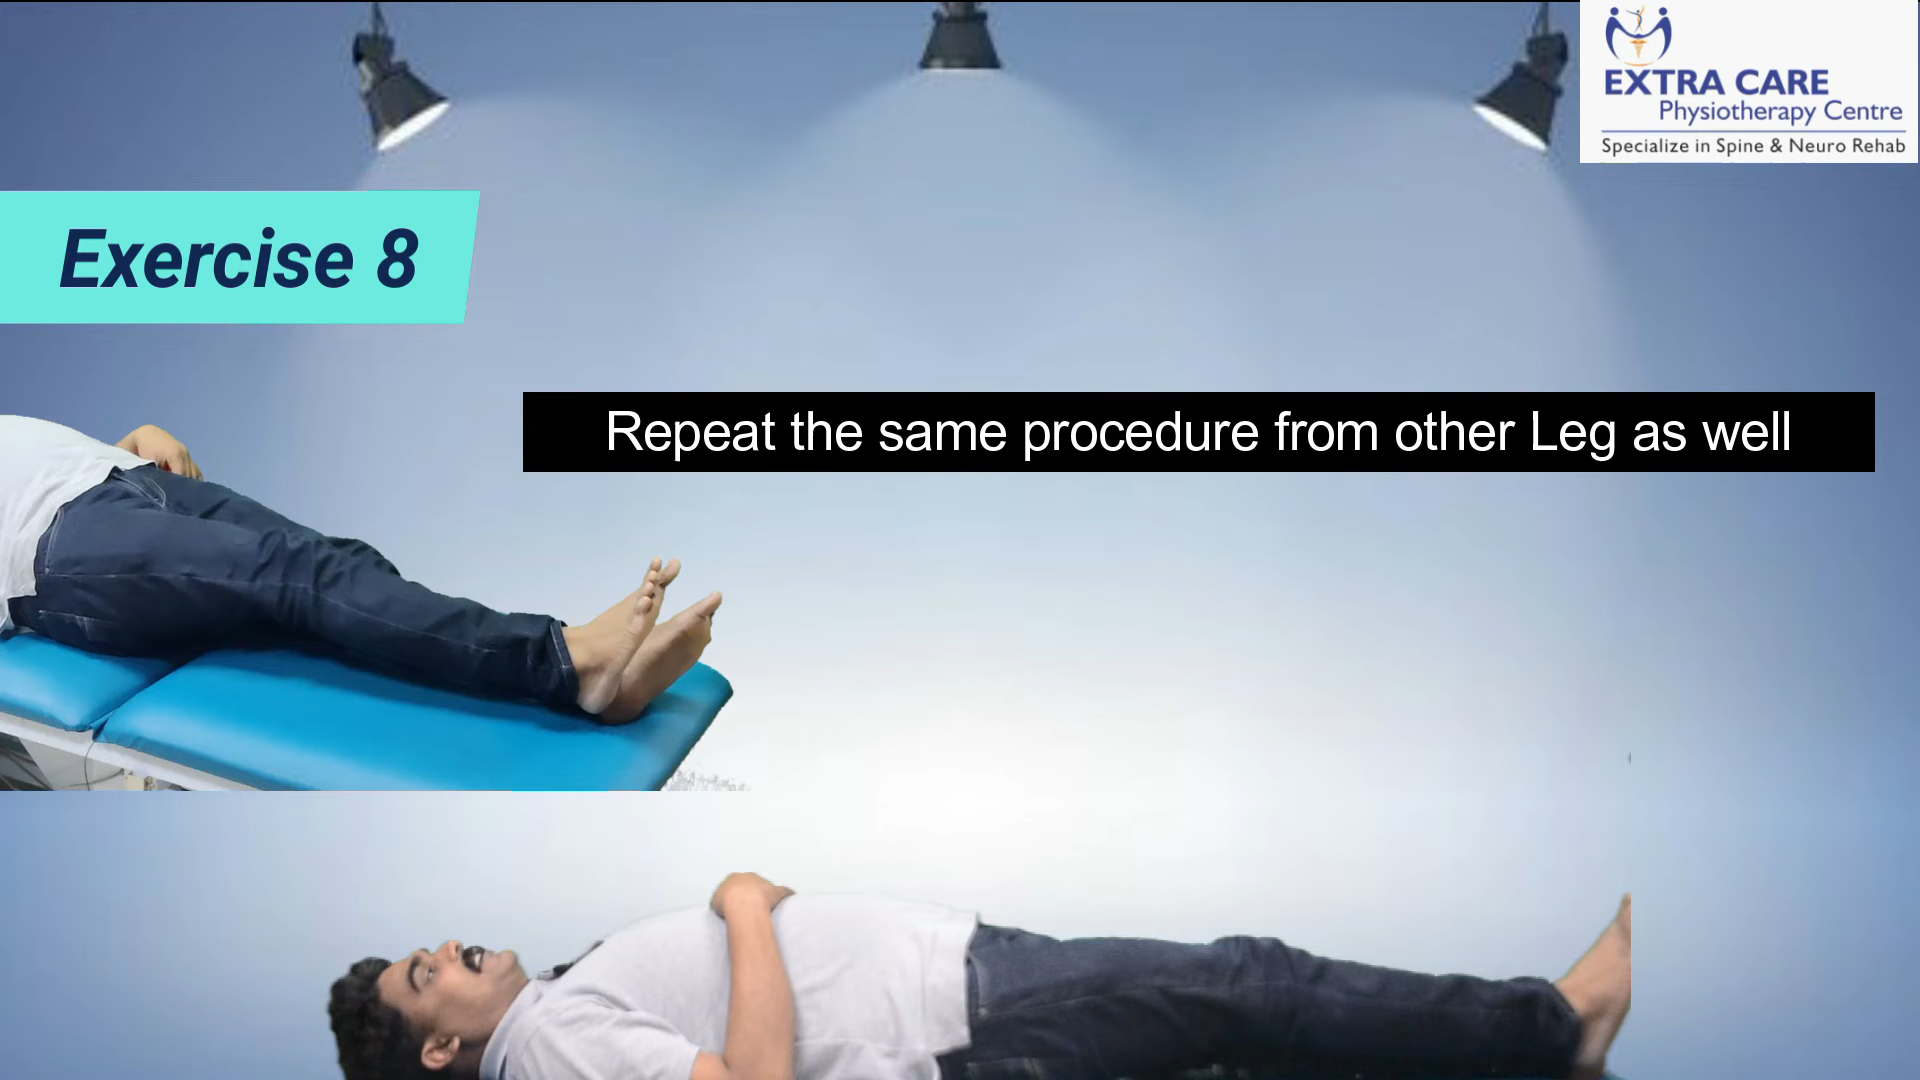 EXTRA CARE
Physiotherapy Centre
Specialize in Spine & Neuro Rehab
Exercise 8
Repeat the same procedure from other Leg as well